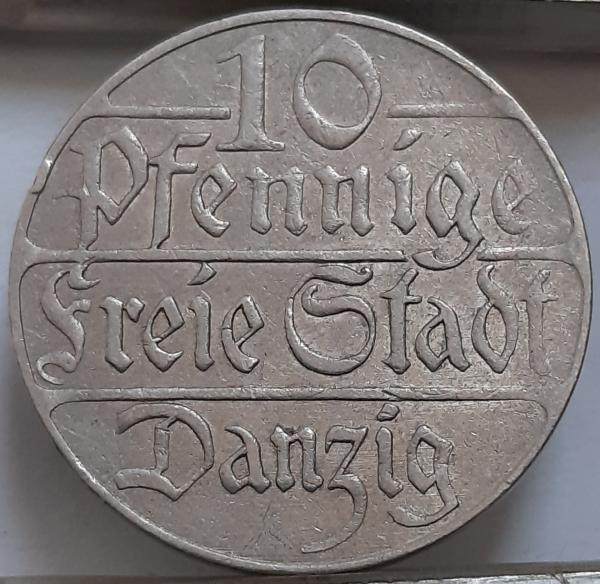 10
Pfennige
Freie Stadt
Danzig